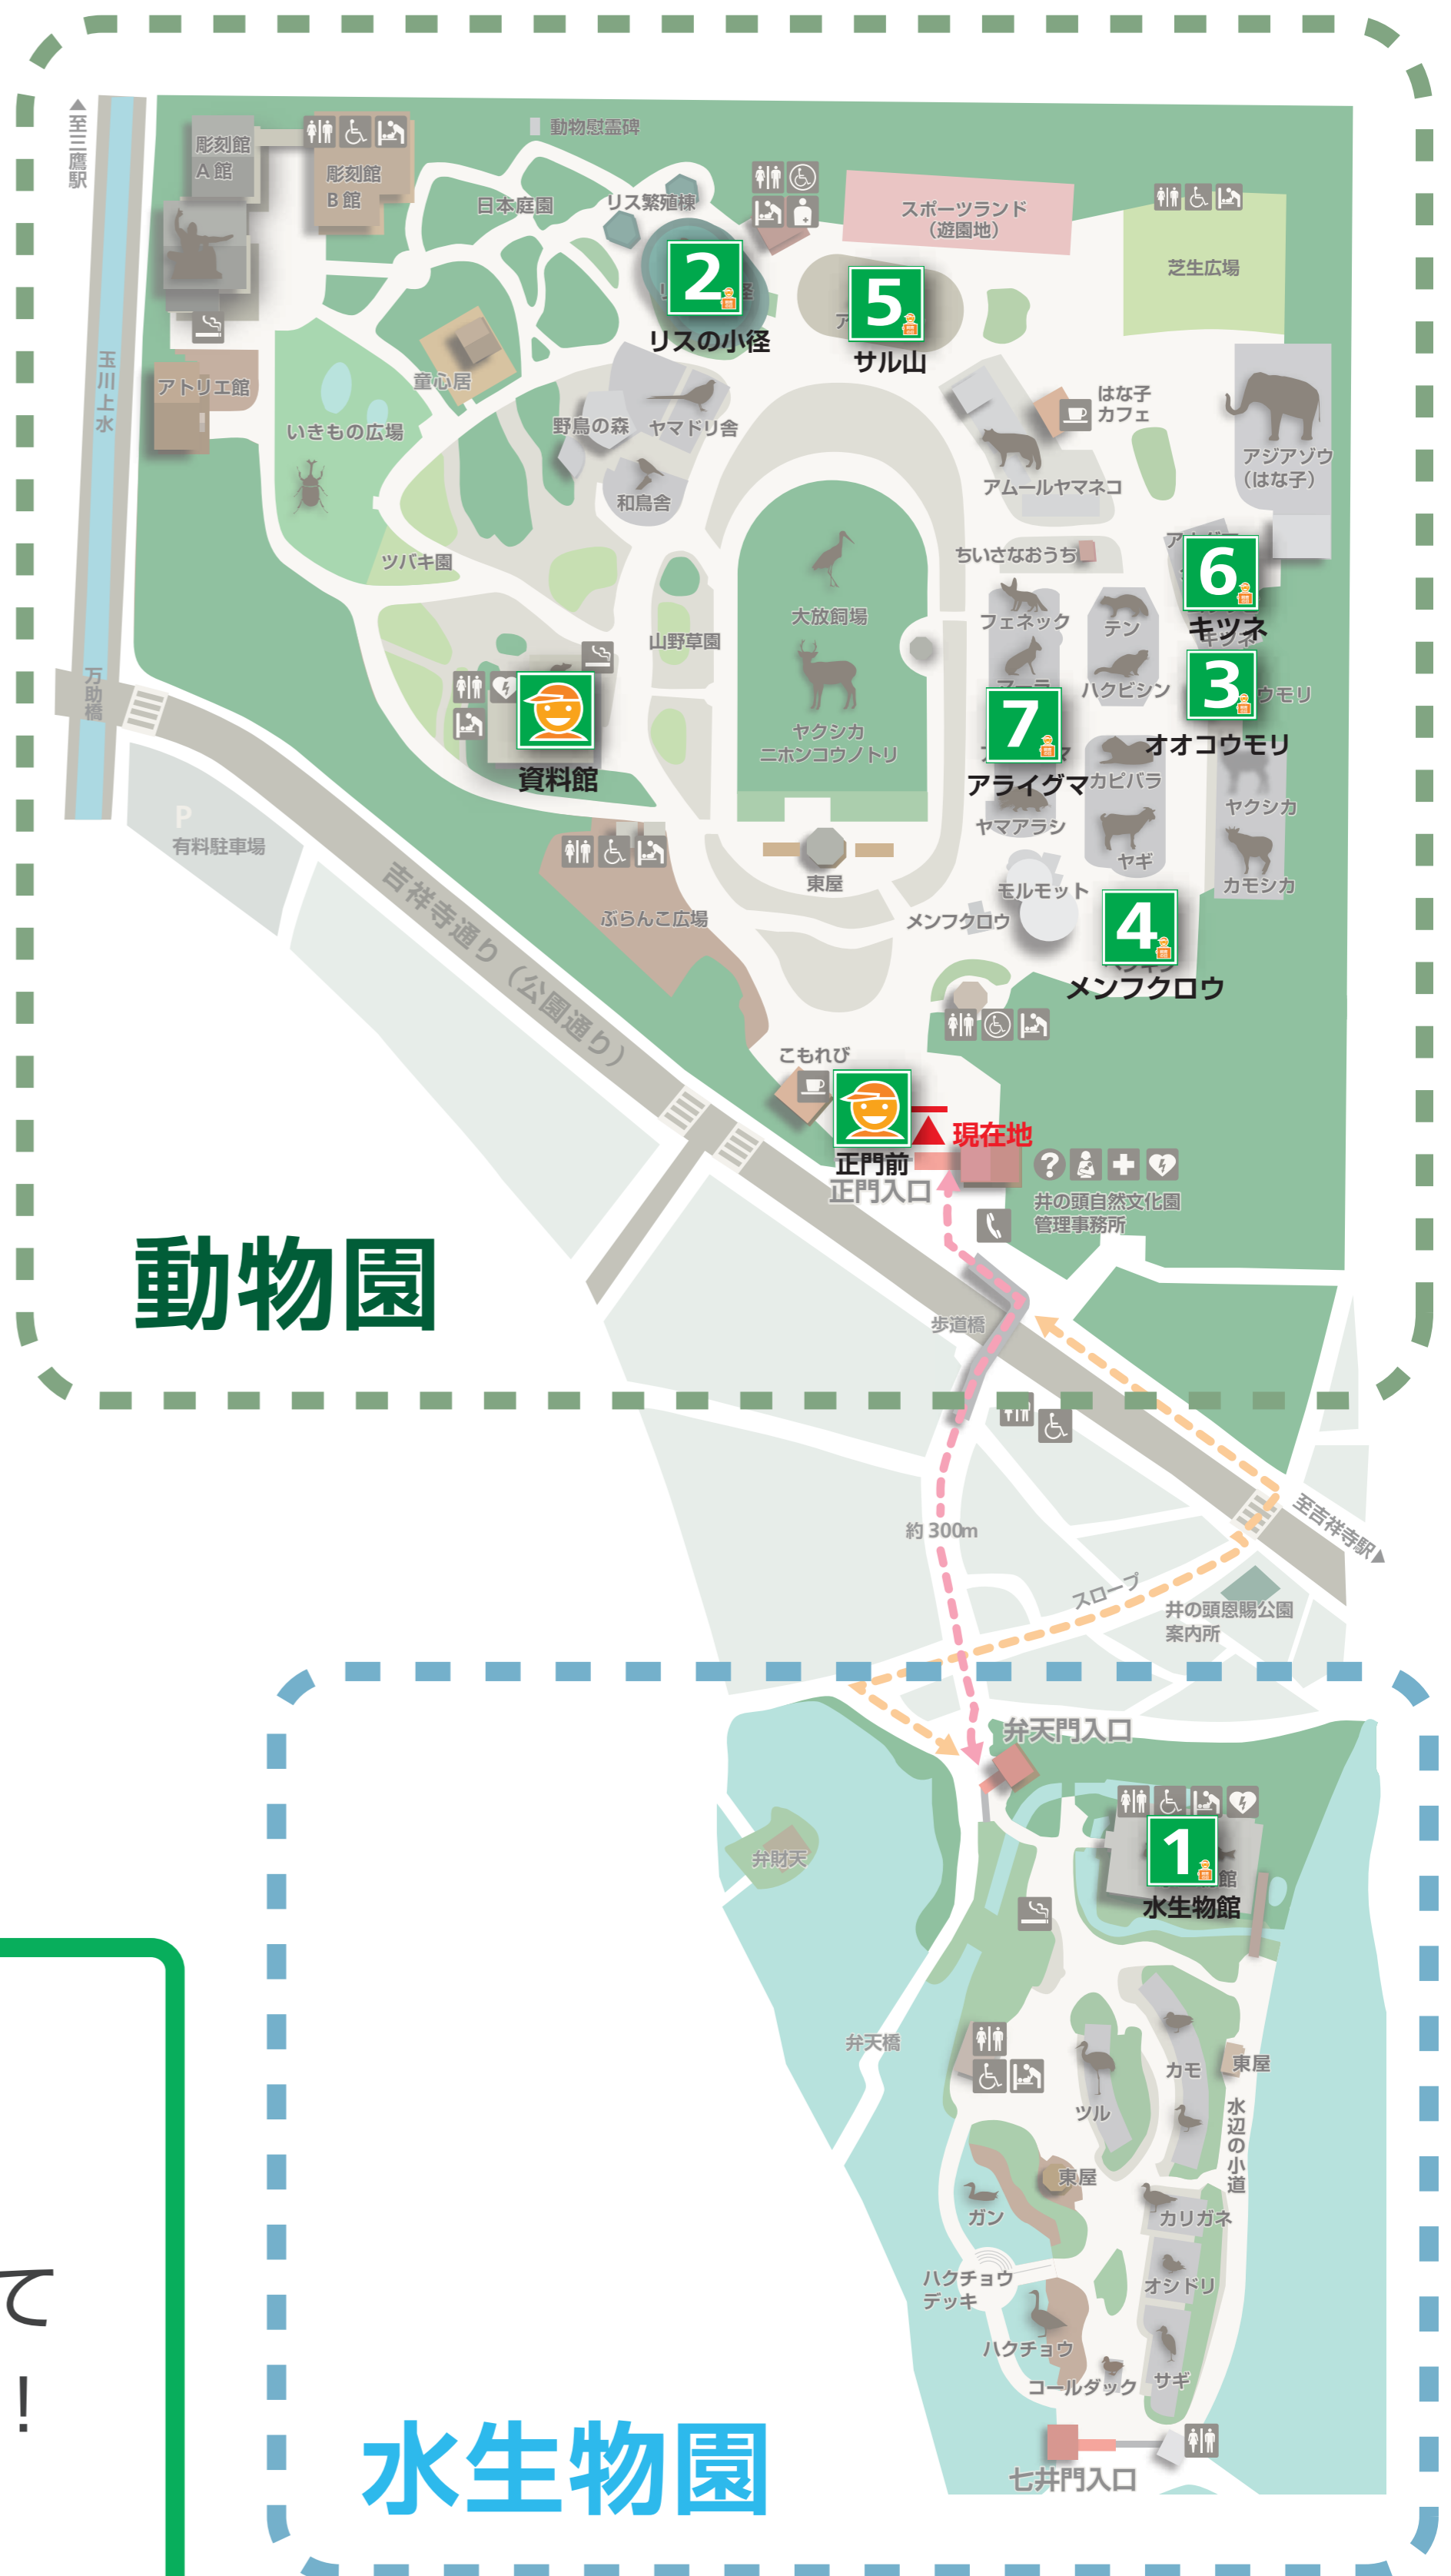 ▲至三鷹駅
彫刻館
A館
彫刻館
B館
動物慰霊碑
日本庭園
リス繁殖棟
スポーツランド
（遊園地）
芝生広場
2
リスの小径
5
サル山
玉川上水
アトリエ館
童心居
いきもの広場
野鳥の森
ヤマドリ舎
和鳥舎
はな子
カフェ
アジアゾウ
（はな子）
アムールヤマネコ
ちいさなおうち
ツバキ園
6
キツネ
大放飼場
フェネック
テン
山野草園
マーラ
ハクビシン
3
ウモリ
オオコウモリ
万助橋
7
アライグマ
ヤクシカ
ニホンコウノトリ
資料館
カピバラ
ヤクシカ
ヤマアラシ
ヤギ
カモシカ
P
有料駐車場
東屋
モルモット
メンフクロウ
4
メンフクロウ
ぶらんこ広場
吉祥寺通り（公園通り）
こもれび
現在地
正門前
正門入口
?
井の頭自然文化園
管理事務所
動物園
歩道橋
至吉祥寺駅▲
約300m
スロープ
井の頭恩賜公園
案内所
弁天門入口
弁財天
1
館
水生物館
弁天橋
カモ
東屋
ツル
水辺の小道
東屋
ガン
カリガネ
ハクチョウ
デッキ
オシドリ
ハクチョウ
コールダック
サギ
七井門入口
水生物園
て
！